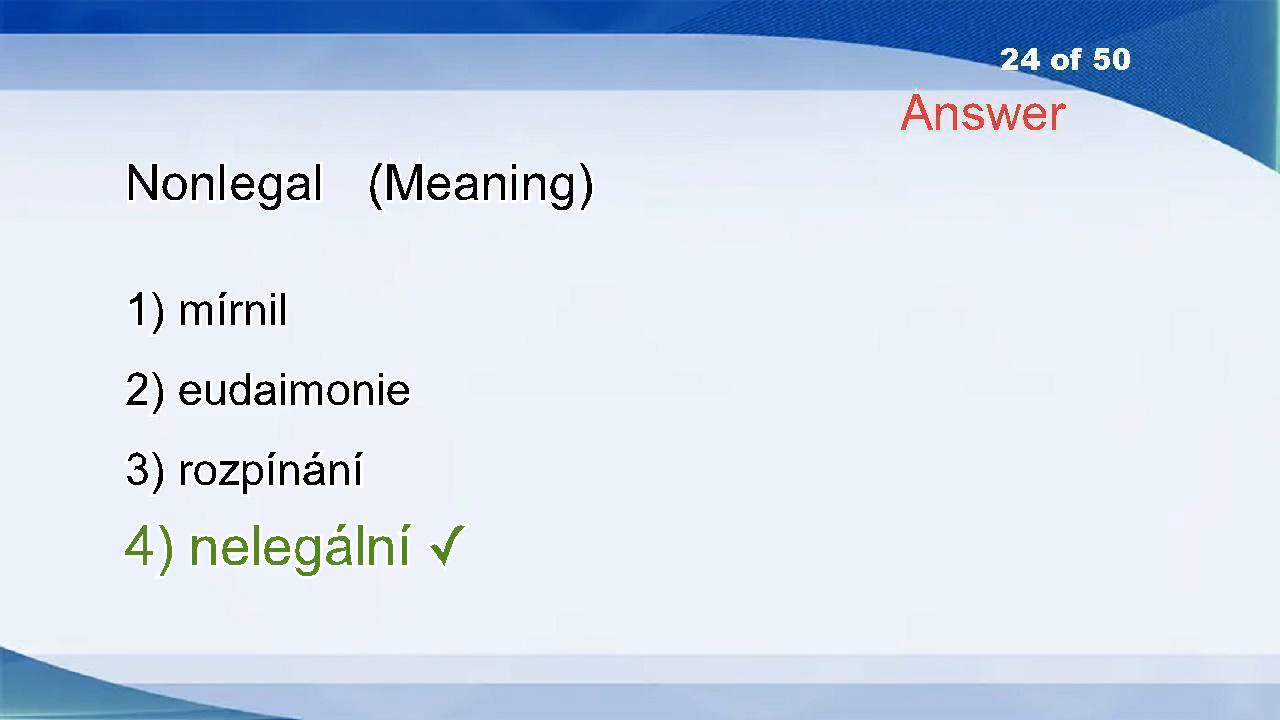 24 of 50
Answer
Nonlegal (Meaning)
1) mírnil
2) eudaimonie
3) rozpínání
4) nelegální ✓